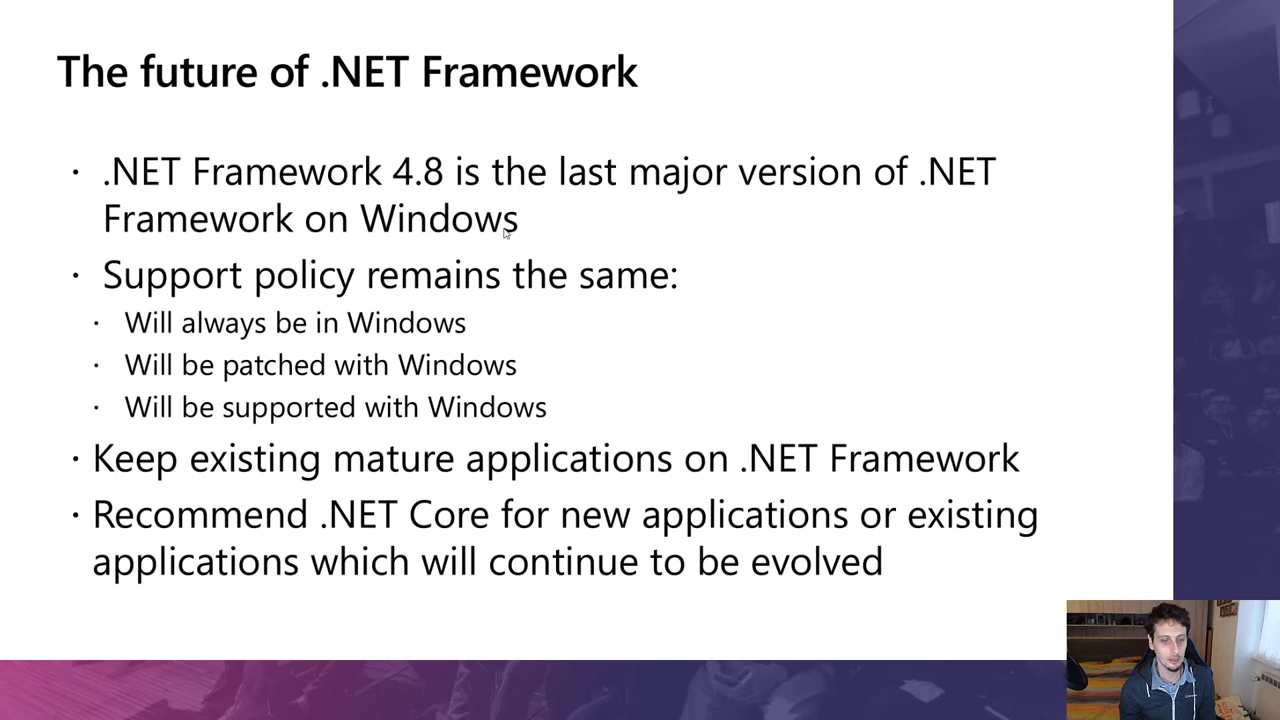 The future of .NET Framework
· .NET Framework 4.8 is the last major version of .NET
Framework on Windows
· Support policy remains the same:
· Will always be in Windows
· Will be patched with Windows
· Will be supported with Windows
· Keep existing mature applications on .NET Framework
· Recommend .NET Core for new applications or existing
applications which will continue to be evolved